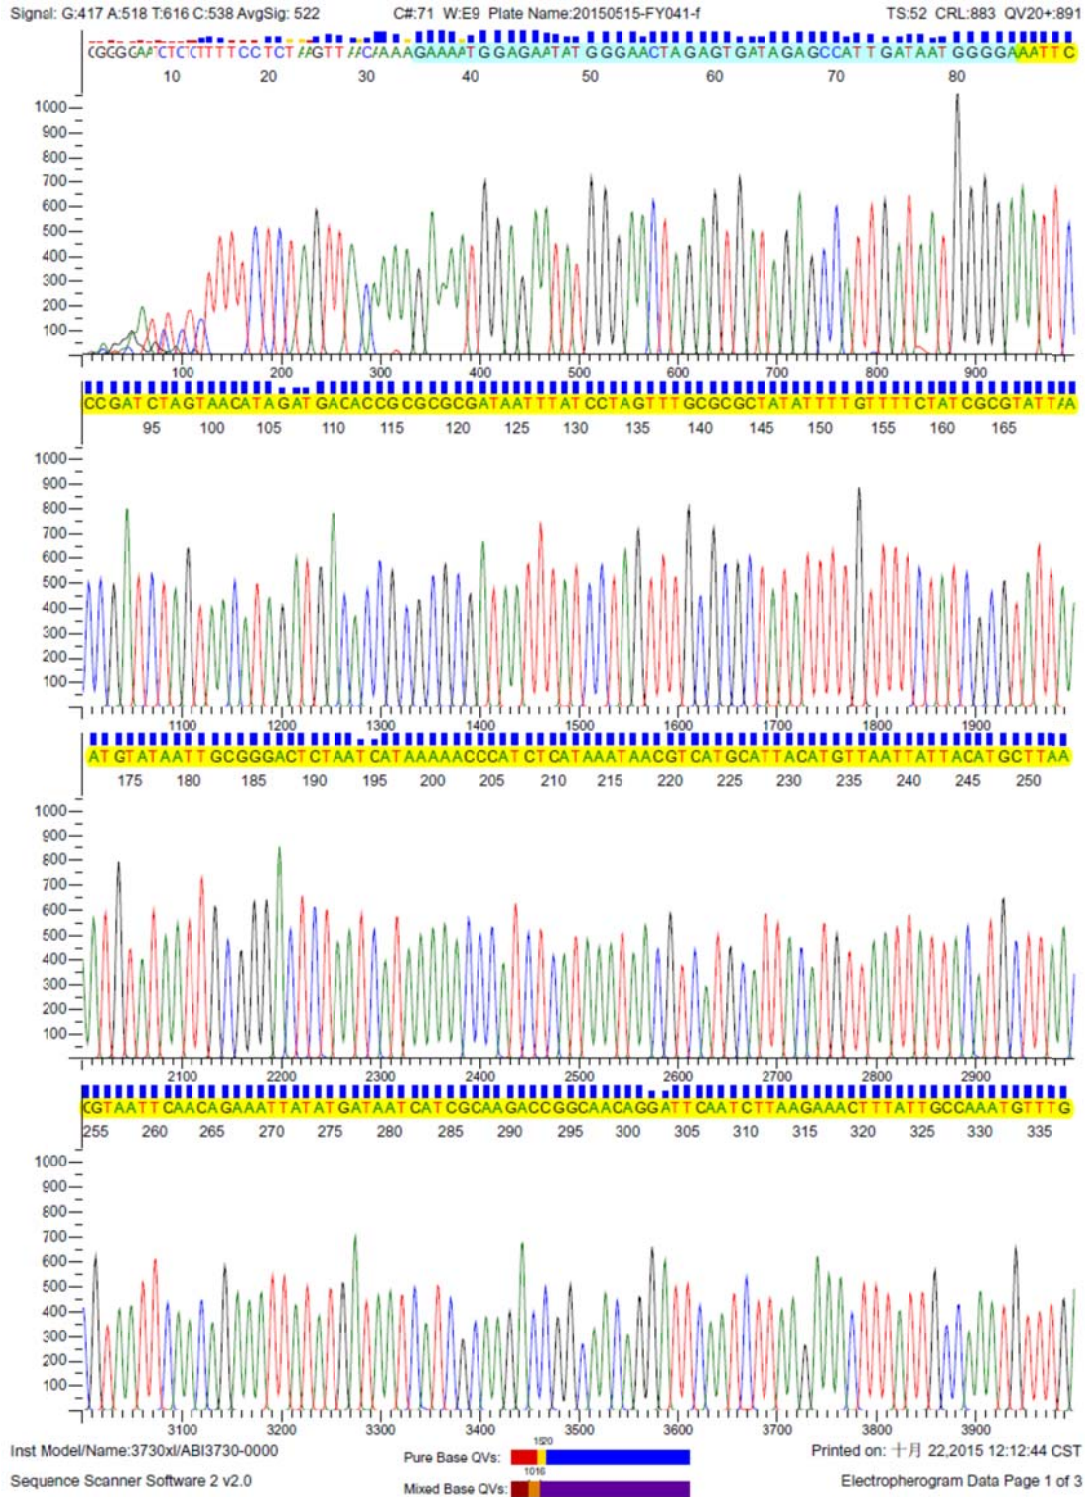 Signal: G:417 A:518 T:616 C:538 AvgSig: 522 C#:71 W:E9 Plate Name:20150515-FY041-f TS:52 CRL:883 QV20+:891
CTCTAAGTTAACAAAAGAAAATGGAGAATATGGGAACTAGAGTGATAGAGCCATTGATAATGGGGAAATTC
10 20 30 40 50 60 70 80
1000
900
800
700
600
500
400
300
200
100
100 200 300 400 500 600 700 800 900
CCGATCTAGTAACATAGATGACACCGCGCGCGATAATTTATCCTAGTTTGCGCGCTATATTTTGTTTTCTATCGCGTATTAA
95 100 105 110 115 120 125 130 135 140 145 150 155 160 165
1000
900
800
700
600
500
400
300
200
100
1100 1200 1300 1400 1500 1600 1700 1800 1900
ATGTATAATTGCGGGACTCTAATCATAAAAACCCATCTCATAAATAACGTCATGCATTACATGTTAATTATTACATGCTTAA
175 180 185 190 195 200 205 210 215 220 225 230 235 240 245 250
1000
900
800
700
600
500
400
300
200
100
2100 2200 2300 2400 2500 2600 2700 2800 2900
CGTAATTCAACAGAAATTATATGATAATCATCGCAAGACCGGCAACAGGATTCAATCTTAAGAAACTTTATTGCCAAATGTTTG
255 260 265 270 275 280 285 290 295 300 305 310 315 320 325 330 335
1000
900
800
700
600
500
400
300
200
100
3100 3200 3300 3400 3500 3600 3700 3800 3900
Inst Model/Name:3730xl/ABI3730-0000 Pure Base QVs: 1520 Printed on: 十月 22,2015 12:12:44 CST
Sequence Scanner Software 2 v2.0 Mixed Base QVs: 1016 Electropherogram Data Page 1 of 3